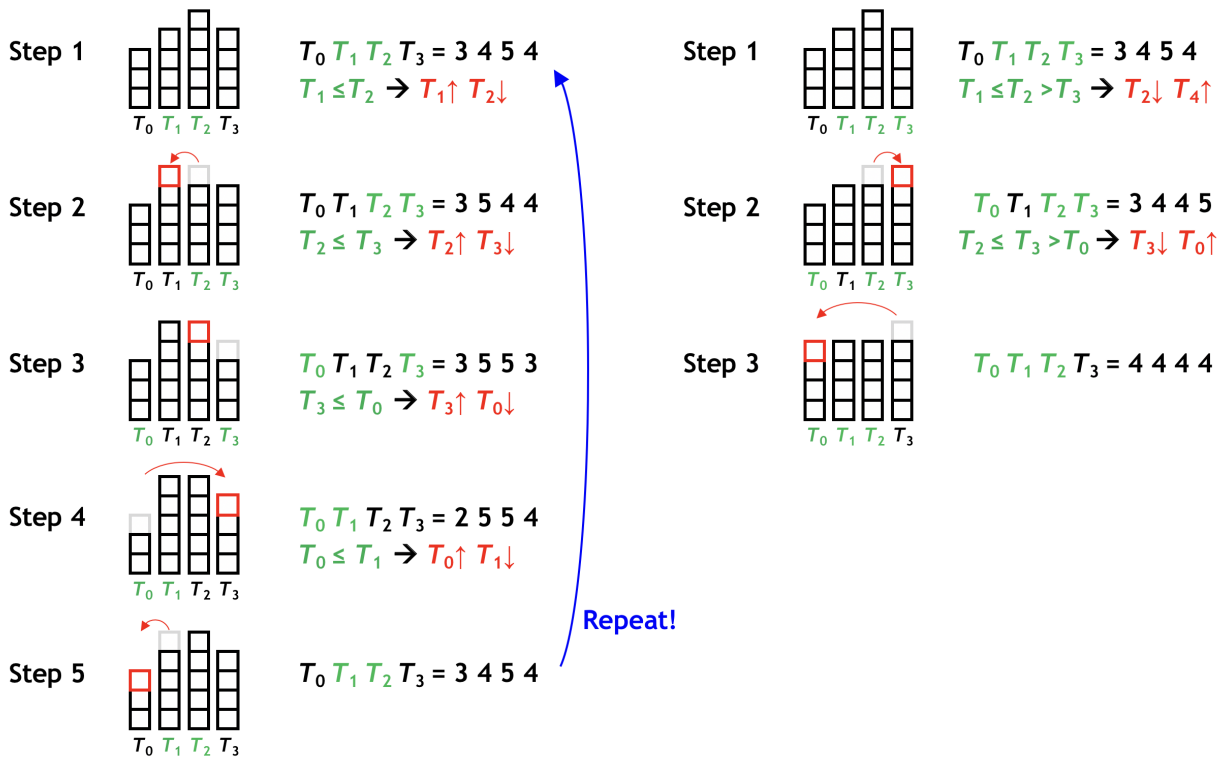 Step 1
T0 T1 T2 T3 = 3 4 5 4
T1 ≤T2 → T1↑ T2↓
T0 T1 T2 T3
Step 2
T0 T1 T2 T3 = 3 5 4 4
T2 ≤ T3 → T2↑ T3↓
T0 T1 T2 T3
Step 3
T0 T1 T2 T3 = 3 5 5 3
T3 ≤ T0 → T3↑ T0↓
T0 T1 T2 T3
Step 4
T0 T1 T2 T3 = 2 5 5 4
T0 ≤ T1 → T0↑ T1↓
T0 T1 T2 T3
Repeat!
Step 5
T0 T1 T2 T3 = 3 4 5 4
T0 T1 T2 T3
Step 1
T0 T1 T2 T3 = 3 4 5 4
T1 ≤T2 >T3 → T2↓ T4↑
T0 T1 T2 T3
Step 2
T0 T1 T2 T3 = 3 4 4 5
T2 ≤ T3 >T0 → T3↓ T0↑
T0 T1 T2 T3
Step 3
T0 T1 T2 T3 = 4 4 4 4
T0 T1 T2 T3